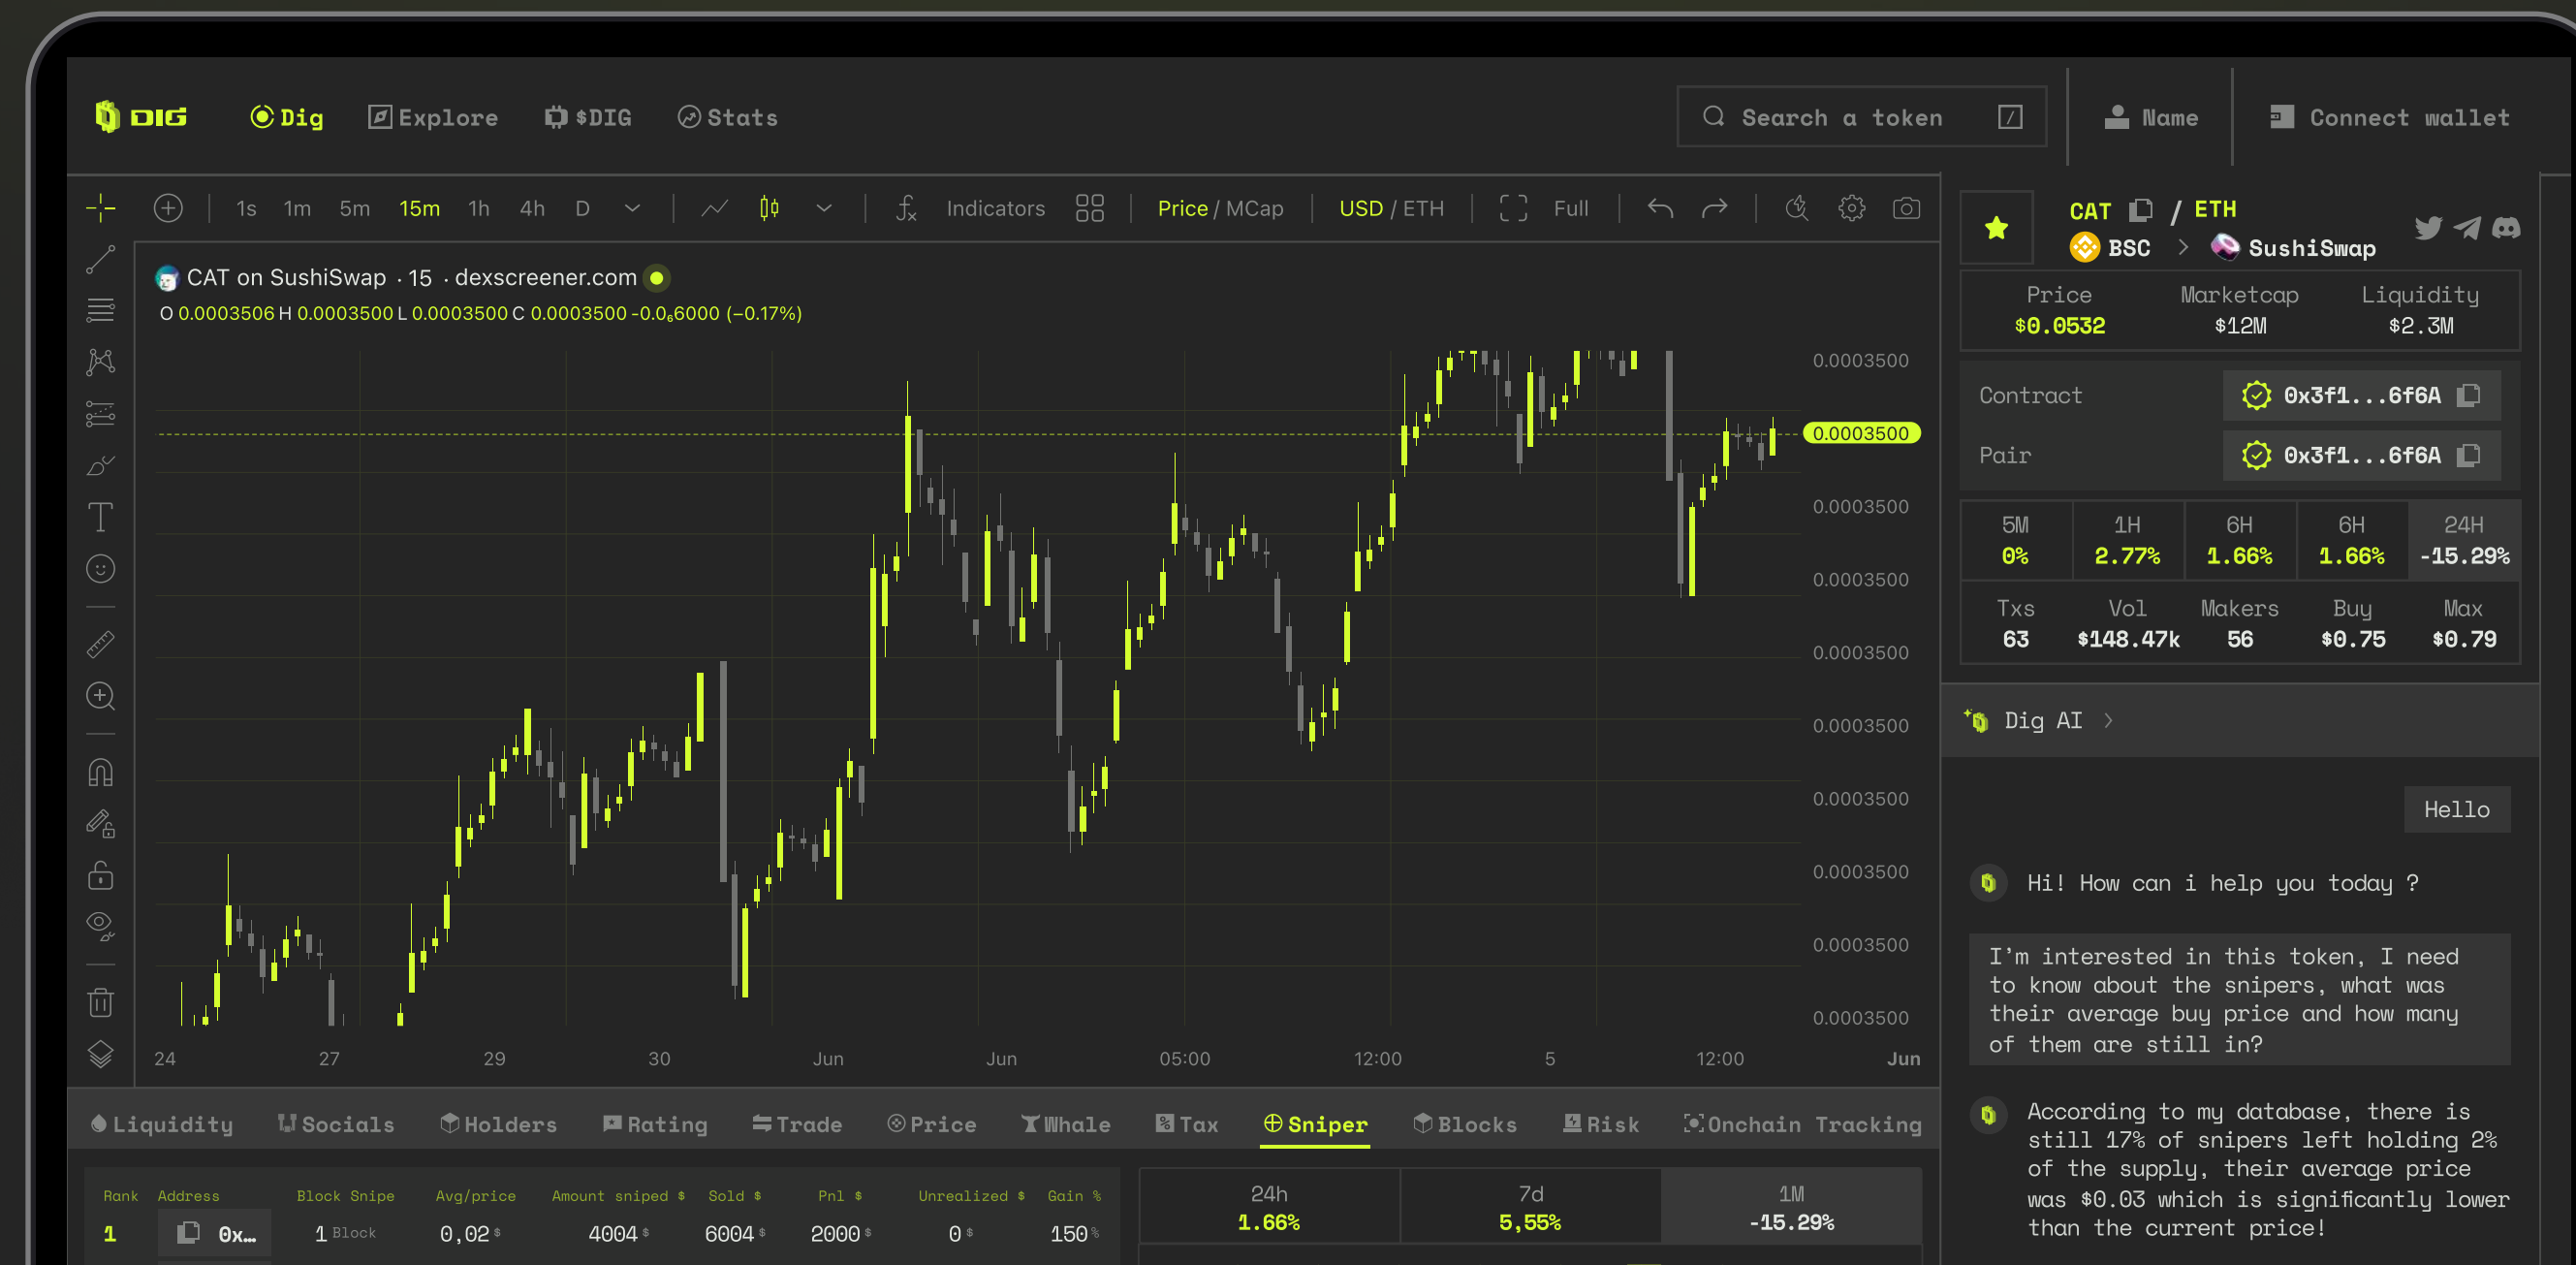 DIG Dig Explore $DIG Stats Search a token / Name Connect wallet
1s 1m 5m 15m 1h 4h D Indicators Price / MCap USD / ETH Full
CAT on SushiSwap · 15 · dexscreener.com
O 0.0003506 H 0.0003500 L 0.0003500 C 0.0003500 -0.0₆6000 (−0.17%)
0.0003500
0.0003500
0.0003500
0.0003500
0.0003500
0.0003500
0.0003500
0.0003500
0.0003500
0.0003500
24 27 29 30 Jun Jun 05:00 12:00 5 12:00 Jun
CAT / ETH
BSC > SushiSwap
Price Marketcap Liquidity
$0.0532 $12M $2.3M
Contract 0x3f1...6f6A
Pair 0x3f1...6f6A
5M 1H 6H 6H 24H
0% 2.77% 1.66% 1.66% -15.29%
Txs Vol Makers Buy Max
63 $148.47k 56 $0.75 $0.79
Dig AI >
Hello
Hi! How can i help you today ?
I'm interested in this token, I need
to know about the snipers, what was
their average buy price and how many
of them are still in?
According to my database, there is
still 17% of snipers left holding 2%
of the supply, their average price
was $0.03 which is significantly lower
than the current price!
Liquidity Socials Holders Rating Trade Price Whale Tax Sniper Blocks Risk Onchain Tracking
Rank Address Block Snipe Avg/price Amount sniped $ Sold $ Pnl $ Unrealized $ Gain %
1 0x… 1 Block 0,02 $ 4004 $ 6004 $ 2000 $ 0 $ 150 %
24h 7d 1M
1.66% 5,55% -15.29%